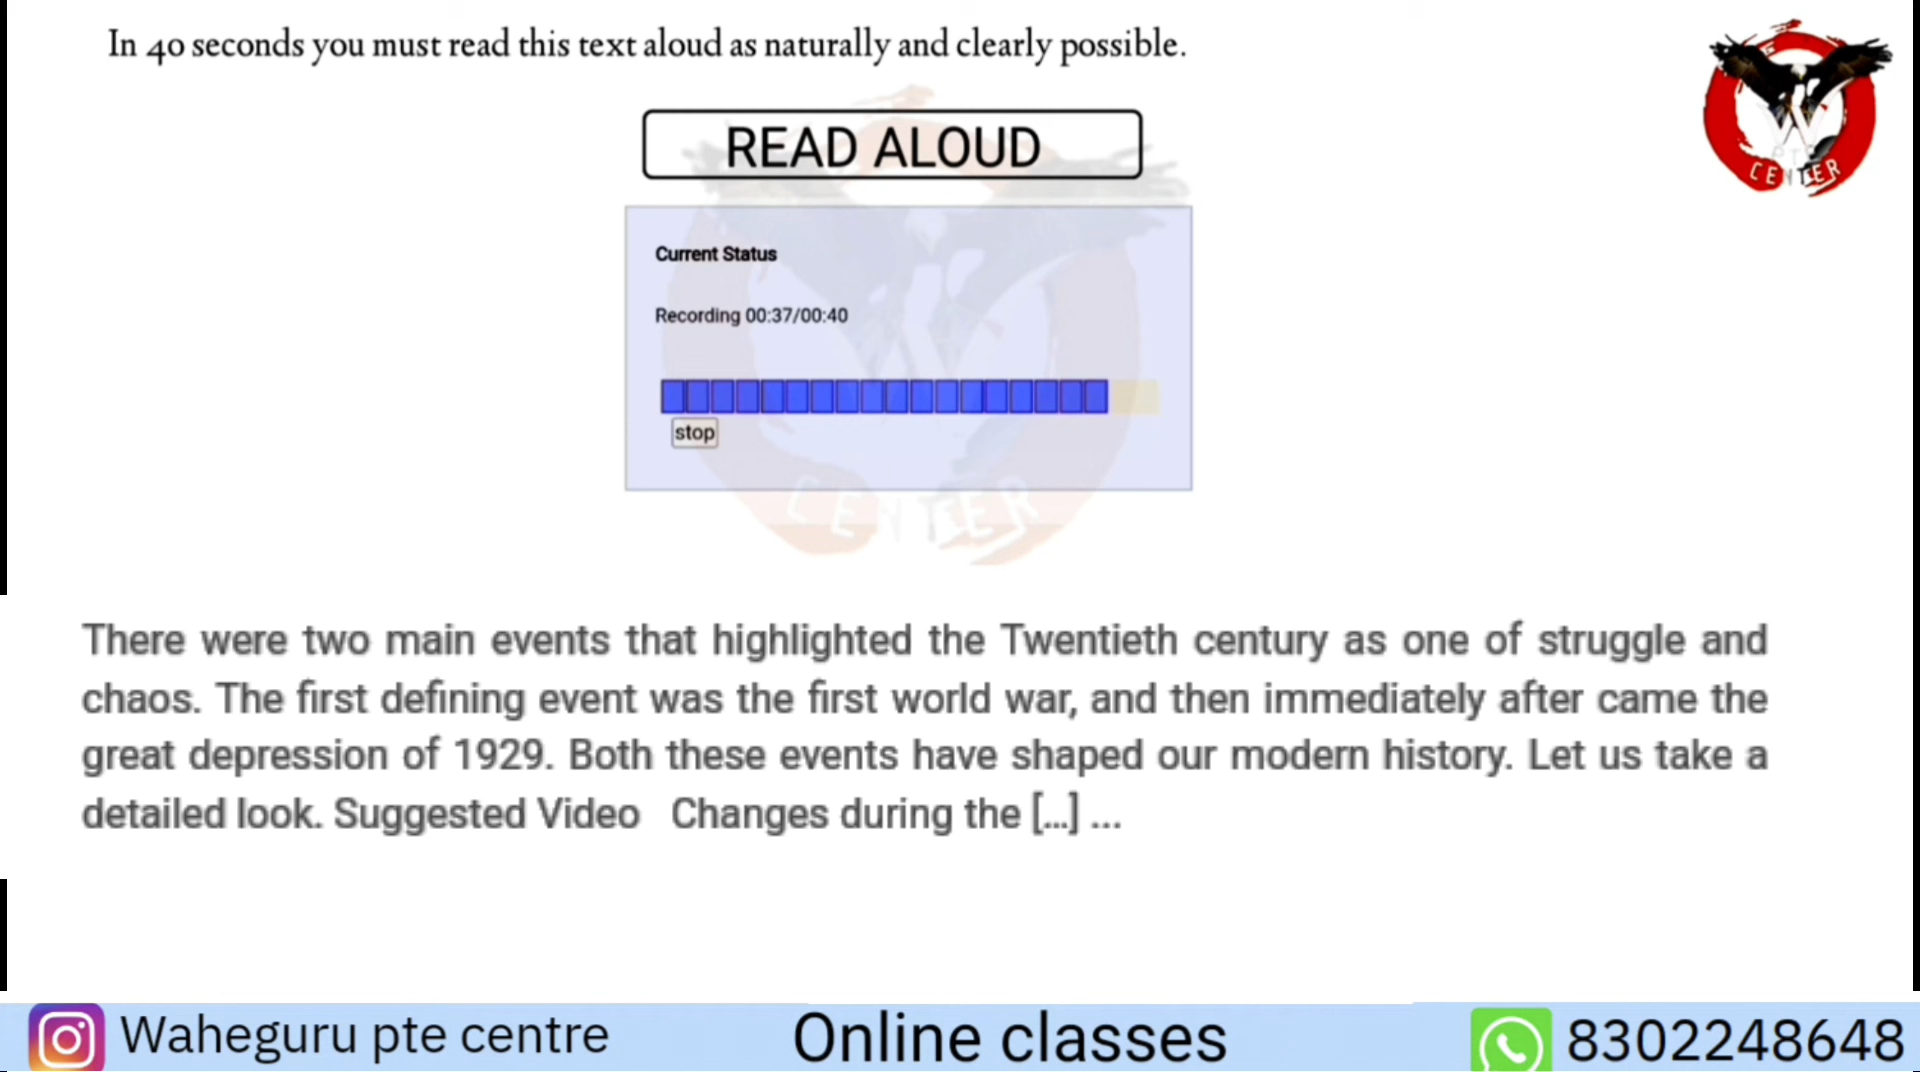 In 40 seconds you must read this text aloud as naturally and clearly possible.
READ ALOUD
W
PTE
CENTER
Current Status
Recording 00:37/00:40
stop
CENTER
There were two main events that highlighted the Twentieth century as one of struggle and
chaos. The first defining event was the first world war, and then immediately after came the
great depression of 1929. Both these events have shaped our modern history. Let us take a
detailed look. Suggested Video Changes during the [...] ...
Waheguru pte centre
Online classes
8302248648